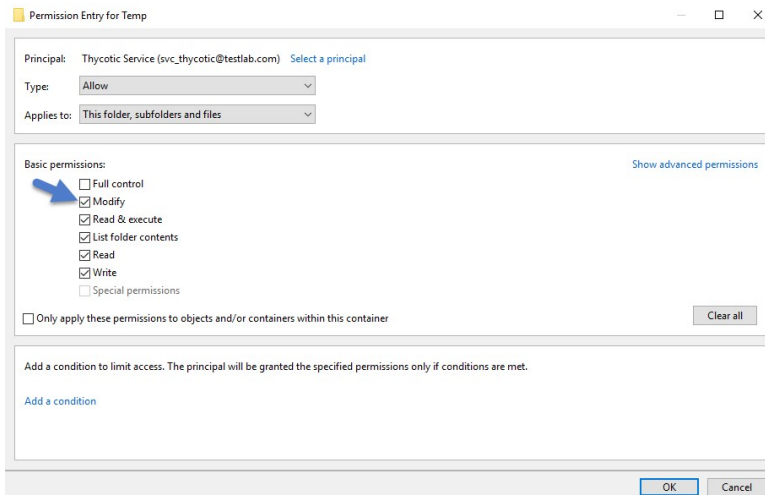 Permission Entry for Temp
Principal: Thycotic Service (svc_thycotic@testlab.com) Select a principal
Type: Allow
Applies to: This folder, subfolders and files
Basic permissions: Show advanced permissions
Full control
Modify
Read & execute
List folder contents
Read
Write
Special permissions
Only apply these permissions to objects and/or containers within this container Clear all
Add a condition to limit access. The principal will be granted the specified permissions only if conditions are met.
Add a condition
OK Cancel